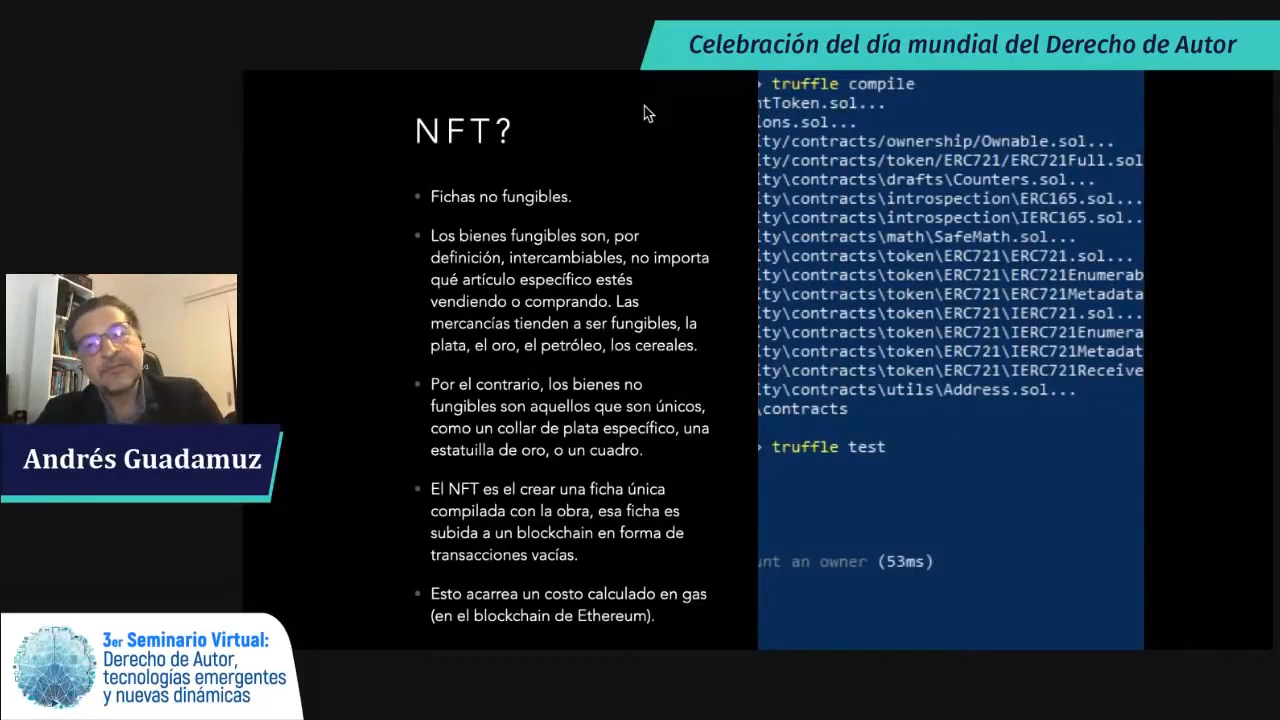 Celebración del día mundial del Derecho de Autor
NFT?
Fichas no fungibles.
Los bienes fungibles son, por
definición, intercambiables, no importa
qué artículo específico estés
vendiendo o comprando. Las
mercancías tienden a ser fungibles, la
plata, el oro, el petróleo, los cereales.
Por el contrario, los bienes no
fungibles son aquellos que son únicos,
como un collar de plata específico, una
estatuilla de oro, o un cuadro.
El NFT es el crear una ficha única
compilada con la obra, esa ficha es
subida a un blockchain en forma de
transacciones vacías.
Esto acarrea un costo calculado en gas
(en el blockchain de Ethereum).
> truffle compile
ntToken.sol...
ions.sol...
ity/contracts/ownership/Ownable.sol...
ity/contracts/token/ERC721/ERC721Full.sol
ity\contracts\drafts\Counters.sol...
ity\contracts\introspection\ERC165.sol...
ity\contracts\introspection\IERC165.sol...
ity\contracts\math\SafeMath.sol...
ity\contracts\token\ERC721\ERC721.sol...
ity\contracts\token\ERC721\ERC721Enumerab
ity\contracts\token\ERC721\ERC721Metadata
ity\contracts\token\ERC721\IERC721.sol...
ity\contracts\token\ERC721\IERC721Enumera
ity\contracts\token\ERC721\IERC721Metadat
ity\contracts\token\ERC721\IERC721Receive
ity\contracts\utils\Address.sol...
\contracts
> truffle test
unt an owner (53ms)
Andrés Guadamuz
3er Seminario Virtual:
Derecho de Autor,
tecnologías emergentes
y nuevas dinámicas